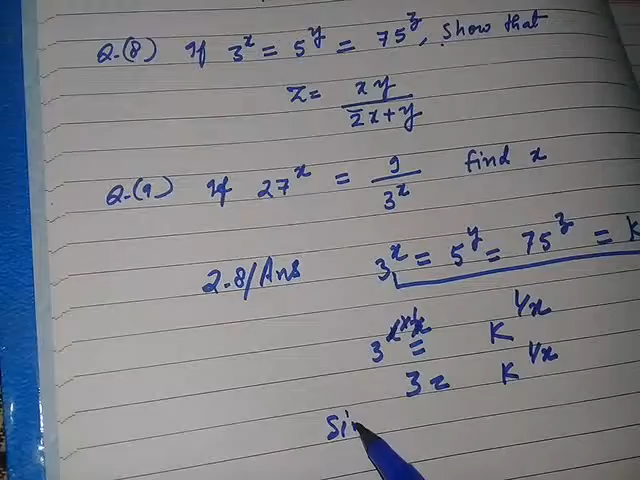 Q.(8) If 3^x = 5^y = 75^z, show that
z = xy / 2x+y
Q.(9) If 27^x = 9 / 3^x find x
2.8/Ans 3^x = 5^y = 75^z = K
3^x×1/x = K^1/x
3 = K^1/x
Si